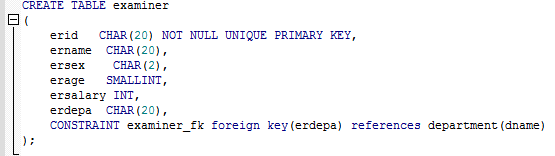 CREATE TABLE examiner
(
erid CHAR(20) NOT NULL UNIQUE PRIMARY KEY,
ername CHAR(20),
ersex CHAR(2),
erage SMALLINT,
ersalary INT,
erdepa CHAR(20),
CONSTRAINT examiner_fk foreign key(erdepa) references department(dname)
);